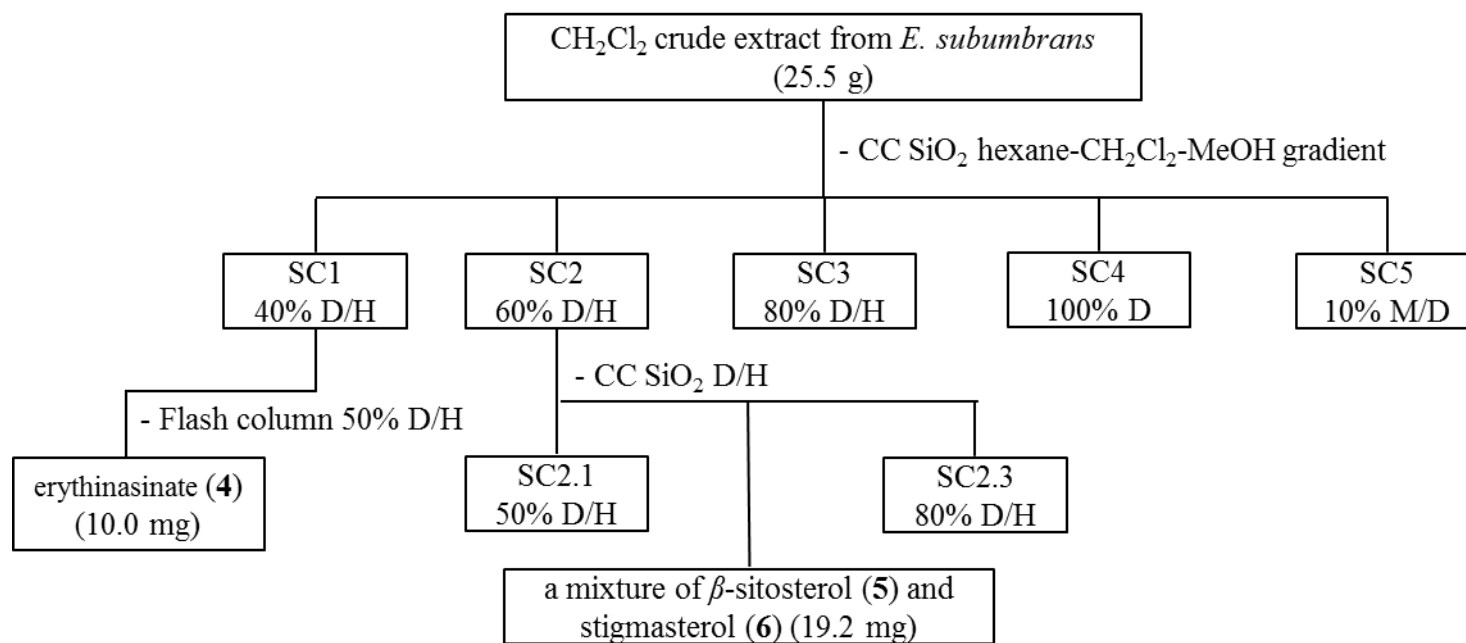 CH₂Cl₂ crude extract from E. subumbrans
(25.5 g)
- CC SiO₂ hexane-CH₂Cl₂-MeOH gradient
SC1
40% D/H
SC2
60% D/H
SC3
80% D/H
SC4
100% D
SC5
10% M/D
- CC SiO₂ D/H
- Flash column 50% D/H
erythinasinate (4)
(10.0 mg)
SC2.1
50% D/H
SC2.3
80% D/H
a mixture of β-sitosterol (5) and
stigmasterol (6) (19.2 mg)